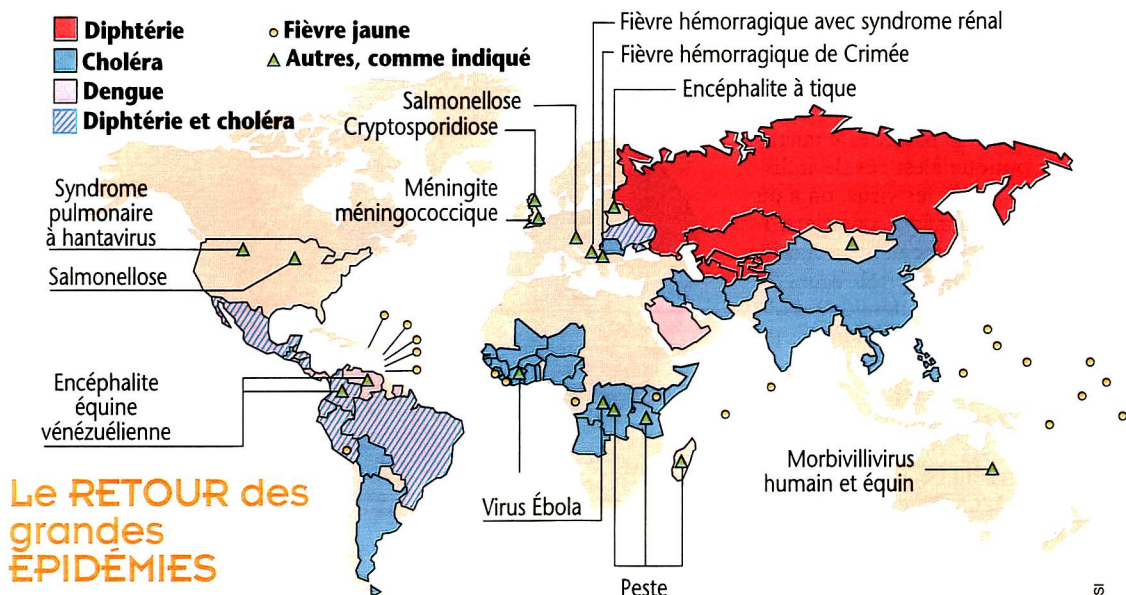 Diphtérie
Choléra
Dengue
Diphtérie et choléra
Fièvre jaune
Autres, comme indiqué
Fièvre hémorragique avec syndrome rénal
Fièvre hémorragique de Crimée
Encéphalite à tique
Salmonellose
Cryptosporidiose
Méningite
méningococcique
Syndrome
pulmonaire
à hantavirus
Salmonellose
Encéphalite
équine
vénézuélienne
Virus Ébola
Peste
Morbivillivirus
humain et équin
Le RETOUR des
grandes
ÉPIDÉMIES
SI